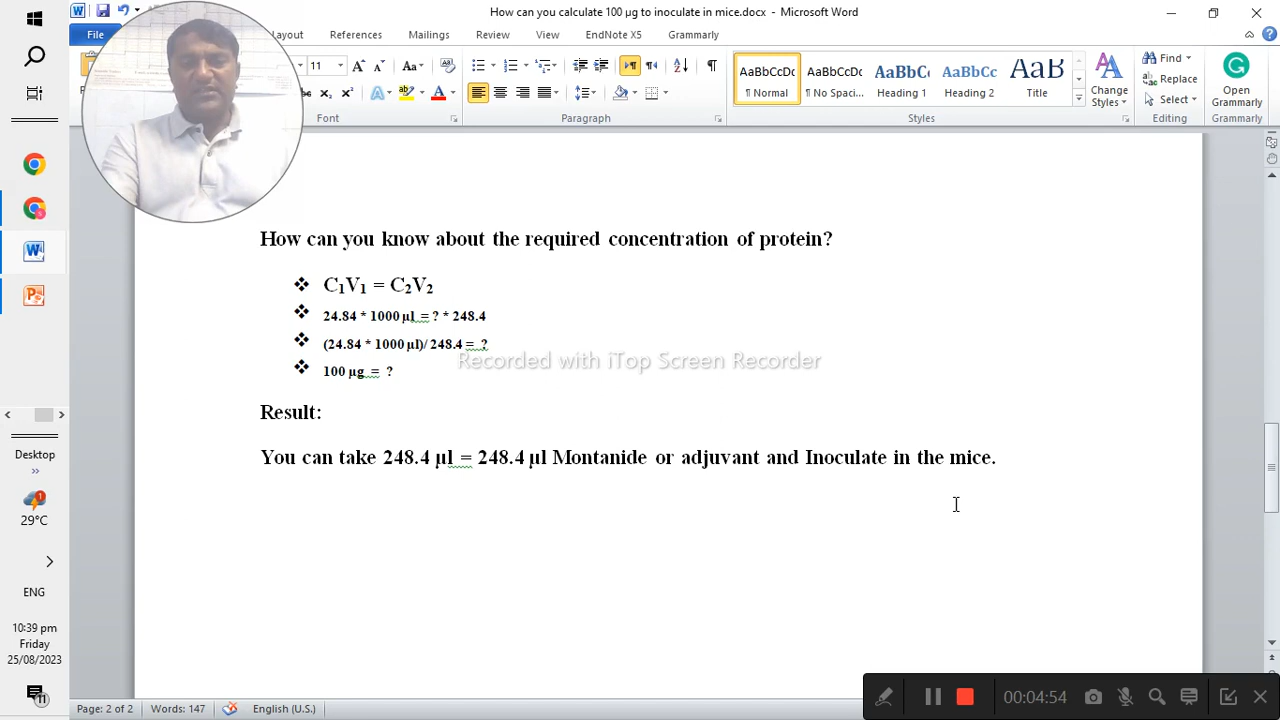 How can you calculate 100 µg to inoculate in mice.docx - Microsoft Word
File
Layout
References
Mailings
Review
View
EndNote X5
Grammarly
11
Font
Paragraph
AaBbCcDc
¶ Normal
AaBbCcDc
¶ No Spaci...
AaBbC
Heading 1
AaBbCc
Heading 2
AaB
Title
Change
Styles
Styles
Find
Replace
Select
Editing
Open
Grammarly
Grammarly
How can you know about the required concentration of protein?
❖ C₁V₁ = C₂V₂
❖ 24.84 * 1000 µl = ? * 248.4
❖ (24.84 * 1000 µl)/ 248.4 = ?
❖ 100 µg = ?
Recorded with iTop Screen Recorder
Result:
You can take 248.4 µl = 248.4 µl Montanide or adjuvant and Inoculate in the mice.
Desktop
29°C
ENG
10:39 pm
Friday
25/08/2023
11
Page: 2 of 2
Words: 147
English (U.S.)
00:04:54